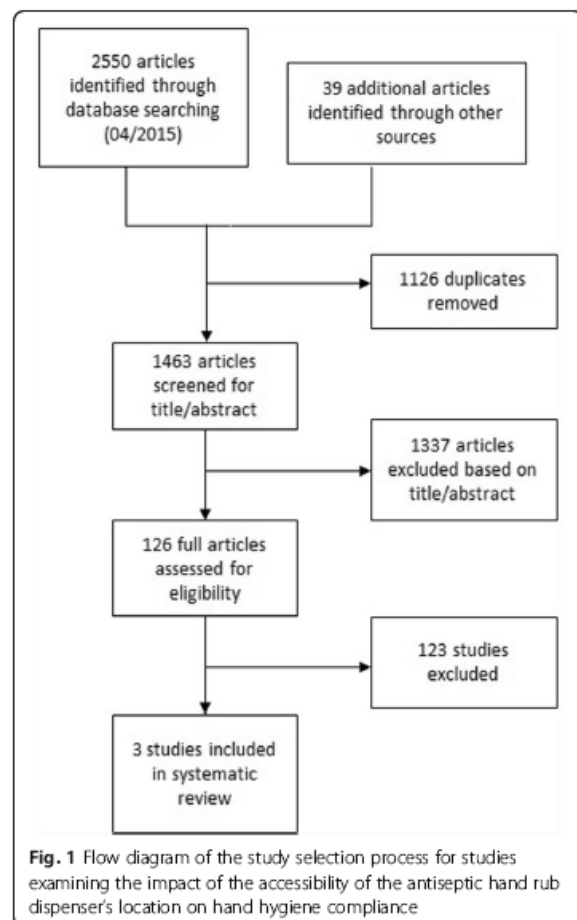 2550 articles
identified through
database searching
(04/2015)
39 additional articles
identified through other
sources
1126 duplicates
removed
1463 articles
screened for
title/abstract
1337 articles
excluded based on
title/abstract
126 full articles
assessed for
eligibility
123 studies
excluded
3 studies included
in systematic
review
Fig. 1 Flow diagram of the study selection process for studies
examining the impact of the accessibility of the antiseptic hand rub
dispenser's location on hand hygiene compliance